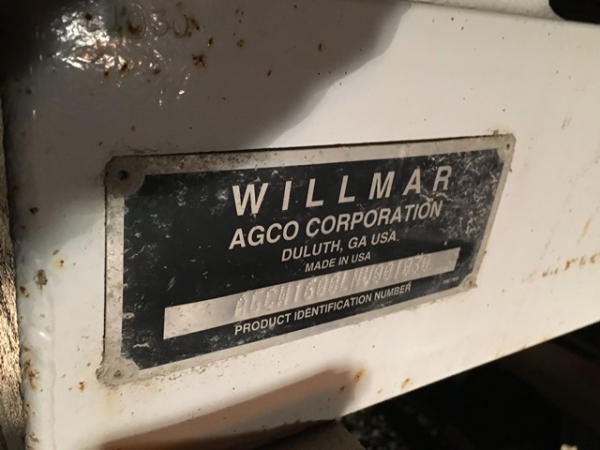 WILLMAR
AGCO CORPORATION
DULUTH, GA USA
MADE IN USA
PRODUCT IDENTIFICATION NUMBER